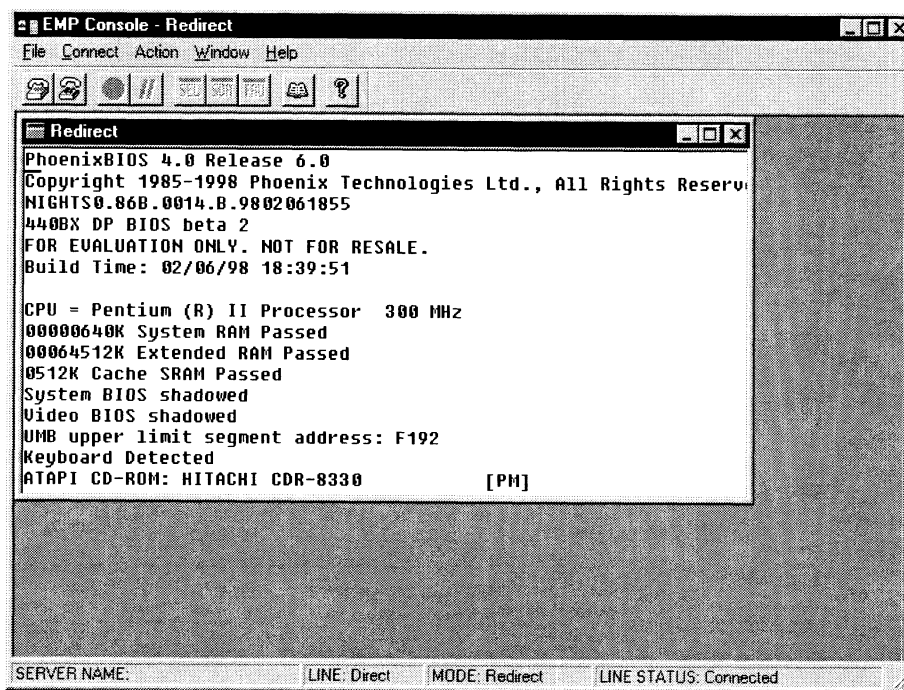 EMP Console - Redirect
File Connect Action Window Help
SEL SDR FRU
Redirect
PhoenixBIOS 4.0 Release 6.0
Copyright 1985-1998 Phoenix Technologies Ltd., All Rights Reserv
NIGHTS0.86B.0014.B.9802061855
440BX DP BIOS beta 2
FOR EVALUATION ONLY. NOT FOR RESALE.
Build Time: 02/06/98 18:39:51
CPU = Pentium (R) II Processor 300 MHz
00000640K System RAM Passed
00064512K Extended RAM Passed
0512K Cache SRAM Passed
System BIOS shadowed
Video BIOS shadowed
UMB upper limit segment address: F192
Keyboard Detected
ATAPI CD-ROM: HITACHI CDR-8330 [PM]
SERVER NAME: LINE: Direct MODE: Redirect LINE STATUS: Connected